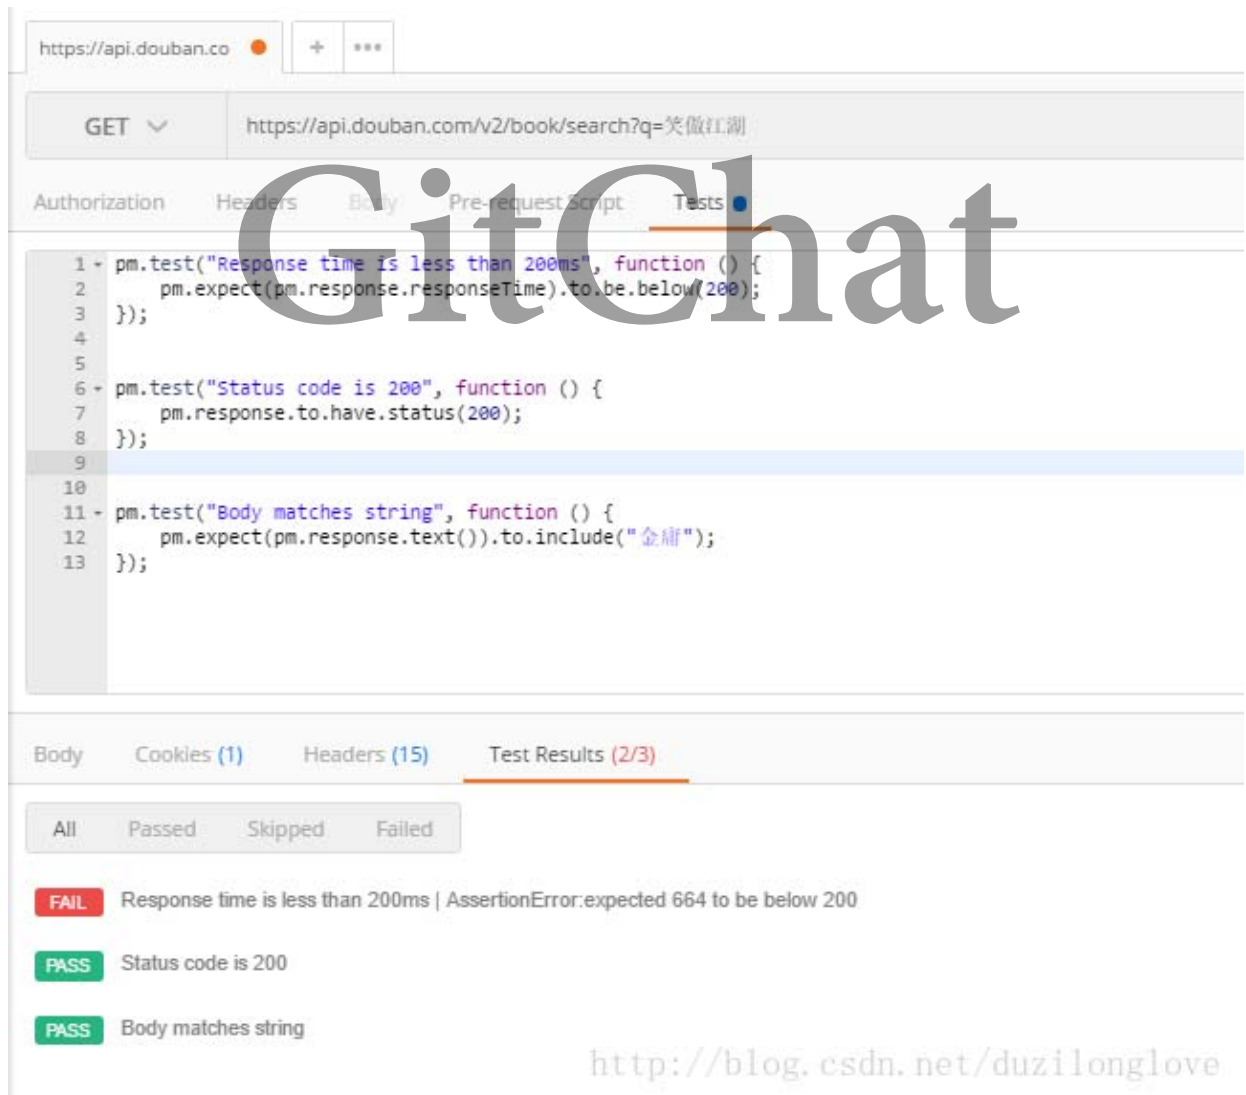 https://api.douban.co
GET https://api.douban.com/v2/book/search?q=笑傲江湖
GitChat
Authorization Headers Body Pre-request Script Tests
1 pm.test("Response time is less than 200ms", function () {
2 pm.expect(pm.response.responseTime).to.be.below(200);
3 });
4
5
6 pm.test("Status code is 200", function () {
7 pm.response.to.have.status(200);
8 });
9
10
11 pm.test("Body matches string", function () {
12 pm.expect(pm.response.text()).to.include("金庸");
13 });
Body Cookies (1) Headers (15) Test Results (2/3)
All Passed Skipped Failed
FAIL Response time is less than 200ms | AssertionError:expected 664 to be below 200
PASS Status code is 200
PASS Body matches string
http://blog.csdn.net/duzilonglove